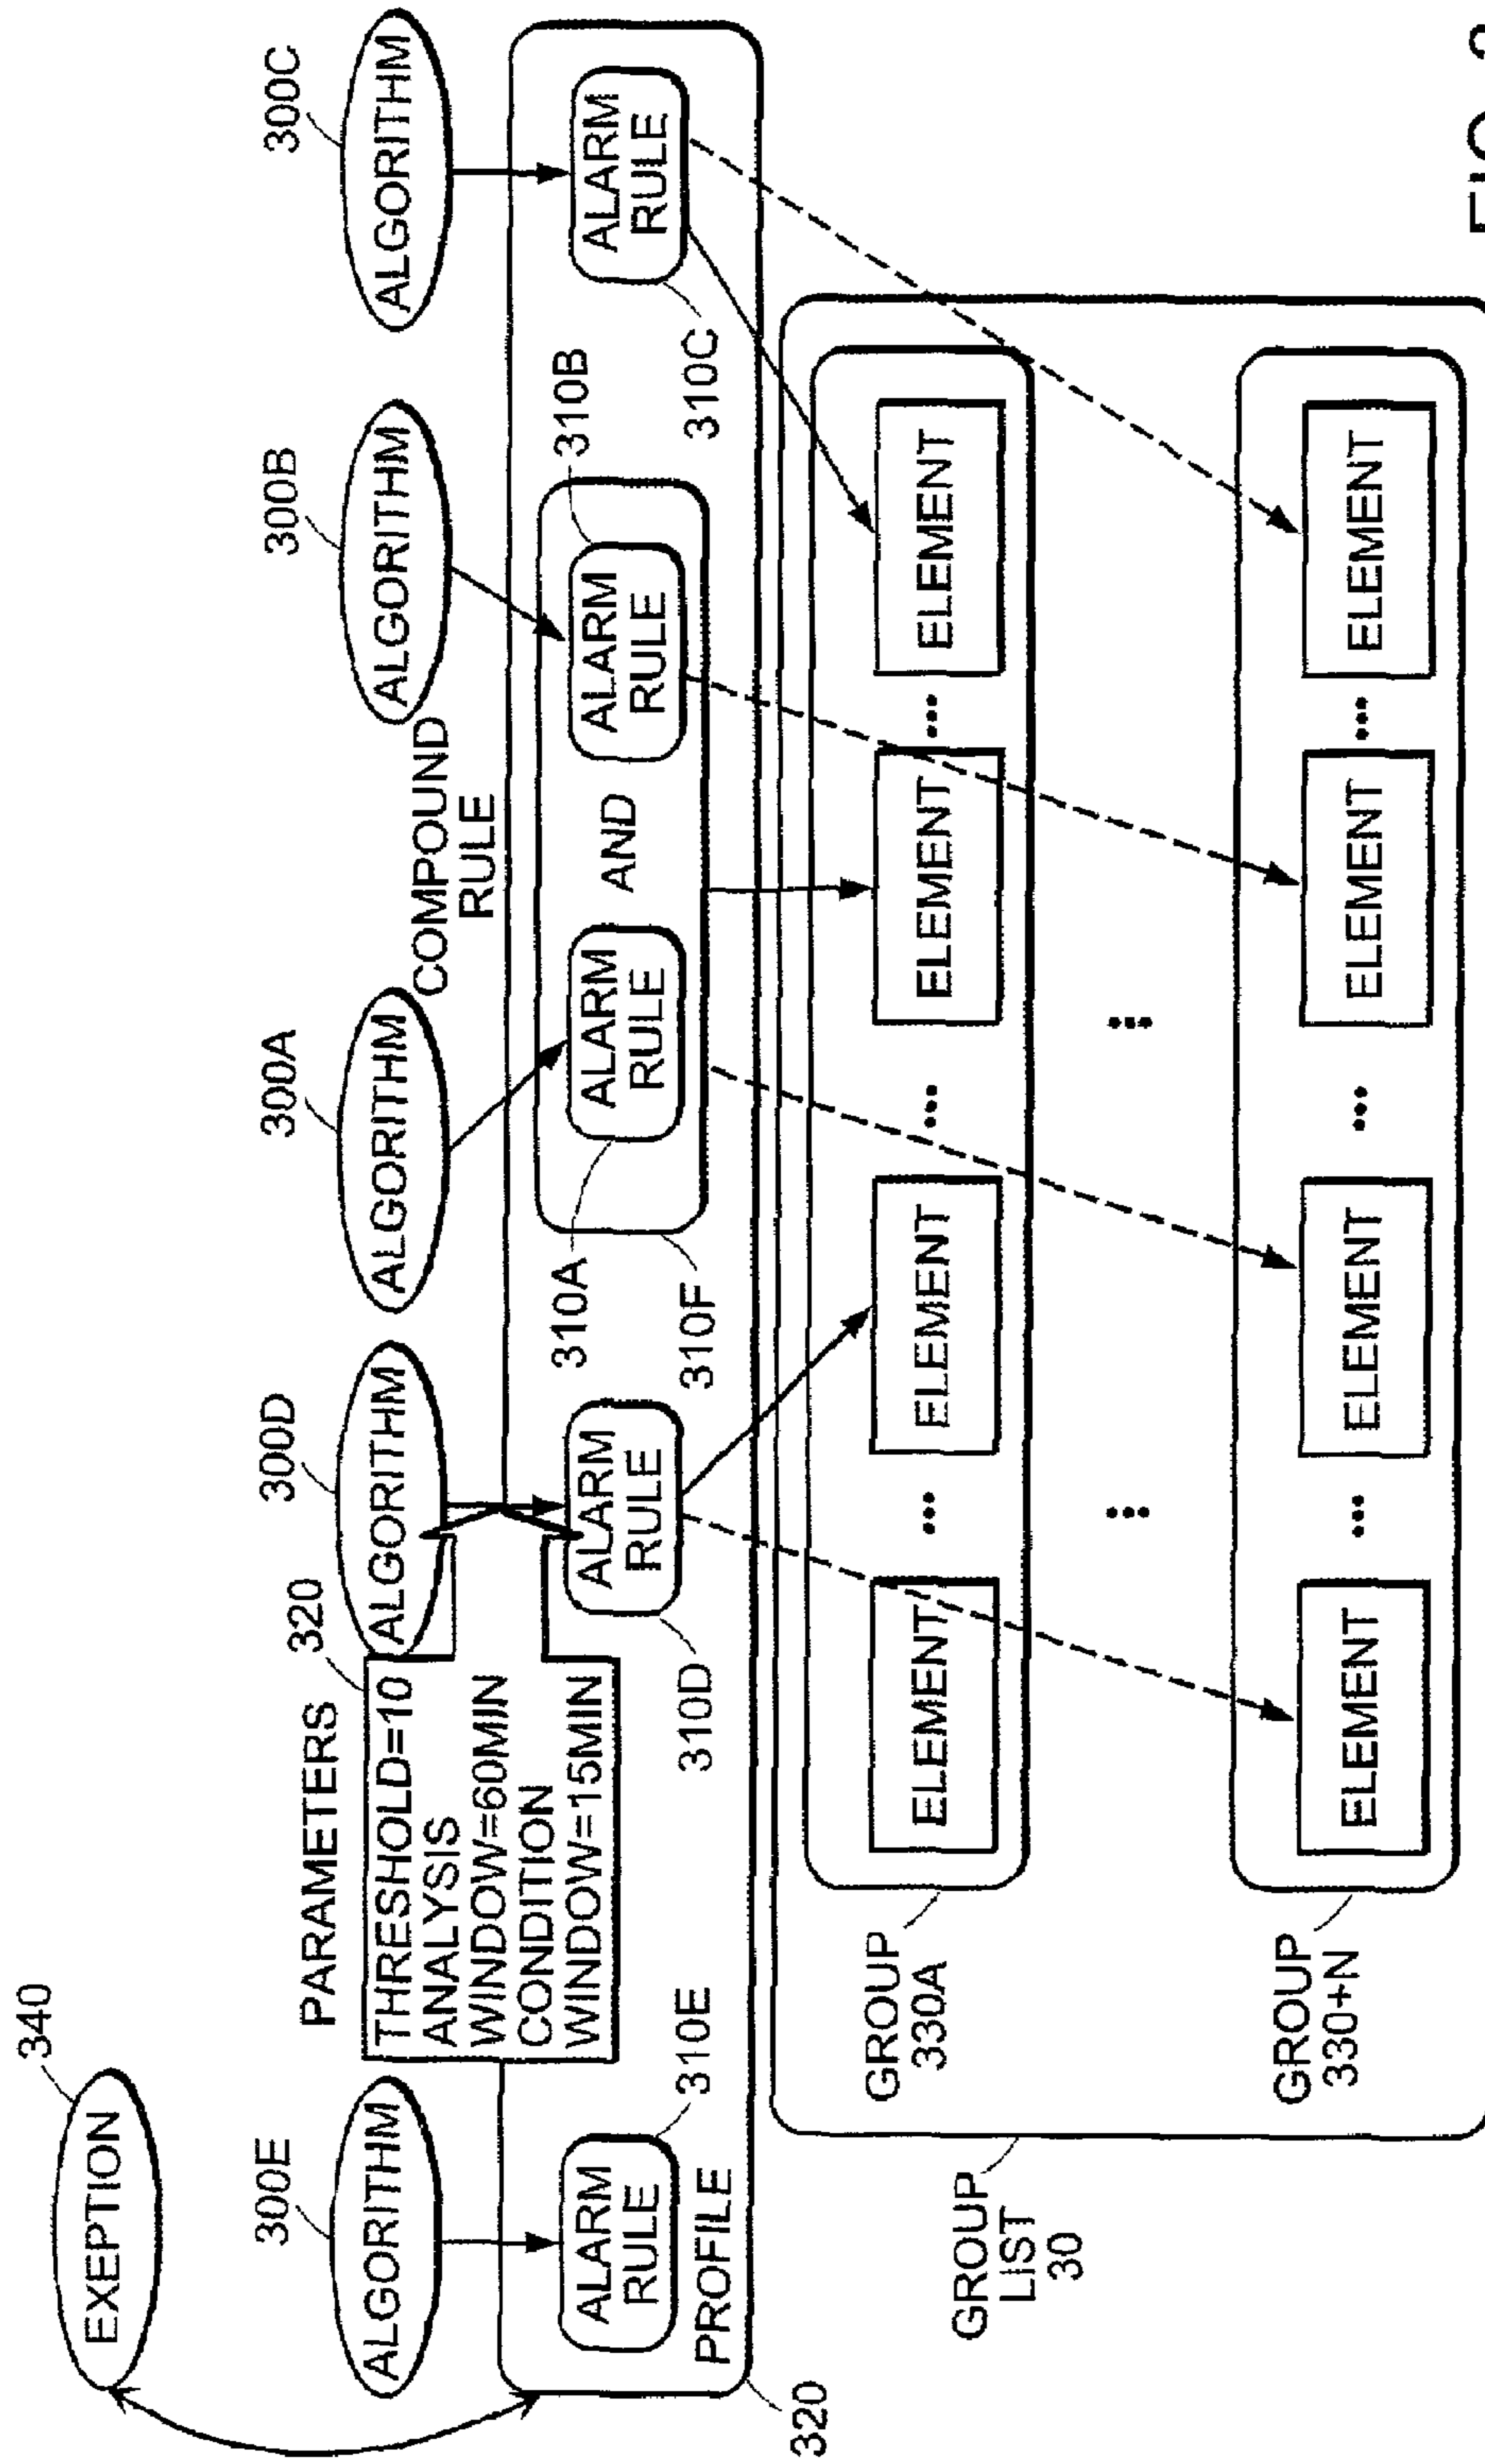 EXEPTION
340
300E
ALGORITHM
PARAMETERS
320
THRESHOLD=10
ANALYSIS
WINDOW=60MIN
CONDITION
WINDOW=15MIN
300D
ALGORITHM
300A
ALGORITHM
COMPOUND
RULE
300B
ALGORITHM
300C
ALGORITHM
ALARM
RULE
310E
PROFILE
320
ALARM
RULE
310D
310A
310F
ALARM
RULE
AND
ALARM
RULE
310B
ALARM
RULE
310C
GROUP
LIST
30
GROUP
330A
ELEMENT
...
ELEMENT
...
ELEMENT
...
ELEMENT
...
...
GROUP
330+N
ELEMENT
...
ELEMENT
...
ELEMENT
...
ELEMENT